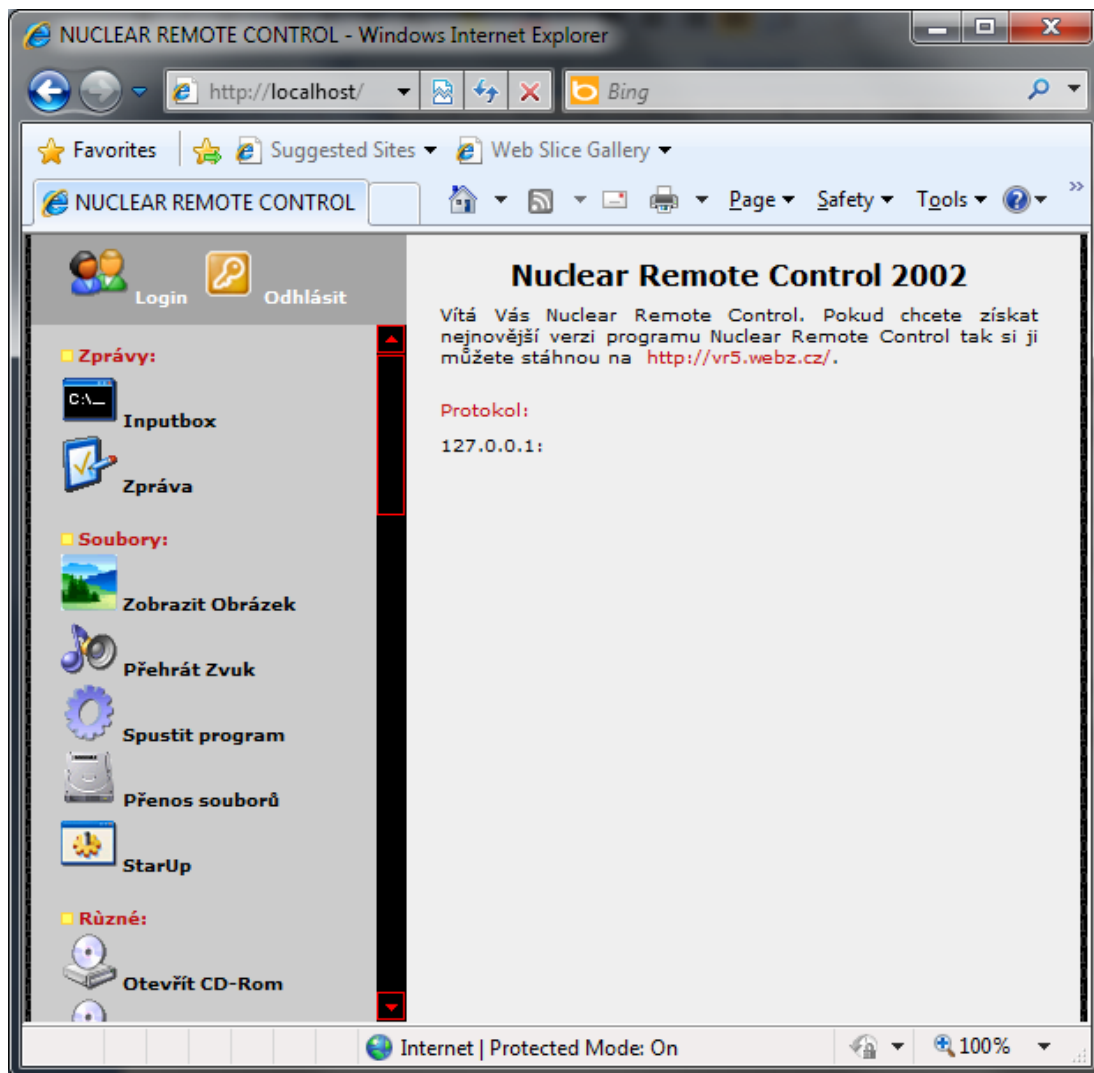 NUCLEAR REMOTE CONTROL - Windows Internet Explorer
http://localhost/
Bing
Favorites
Suggested Sites
Web Slice Gallery
NUCLEAR REMOTE CONTROL
Page
Safety
Tools
»
Login
Odhlásit
Zprávy:
C:\_
Inputbox
Zpráva
Soubory:
Zobrazit Obrázek
Přehrát Zvuk
Spustit program
Přenos souborů
StarUp
Rùzné:
Otevřít CD-Rom
Nuclear Remote Control 2002
Vítá Vás Nuclear Remote Control. Pokud chcete získat
nejnovější verzi programu Nuclear Remote Control tak si ji
můžete stáhnou na http://vr5.webz.cz/.
Protokol:
127.0.0.1:
Internet | Protected Mode: On
100%